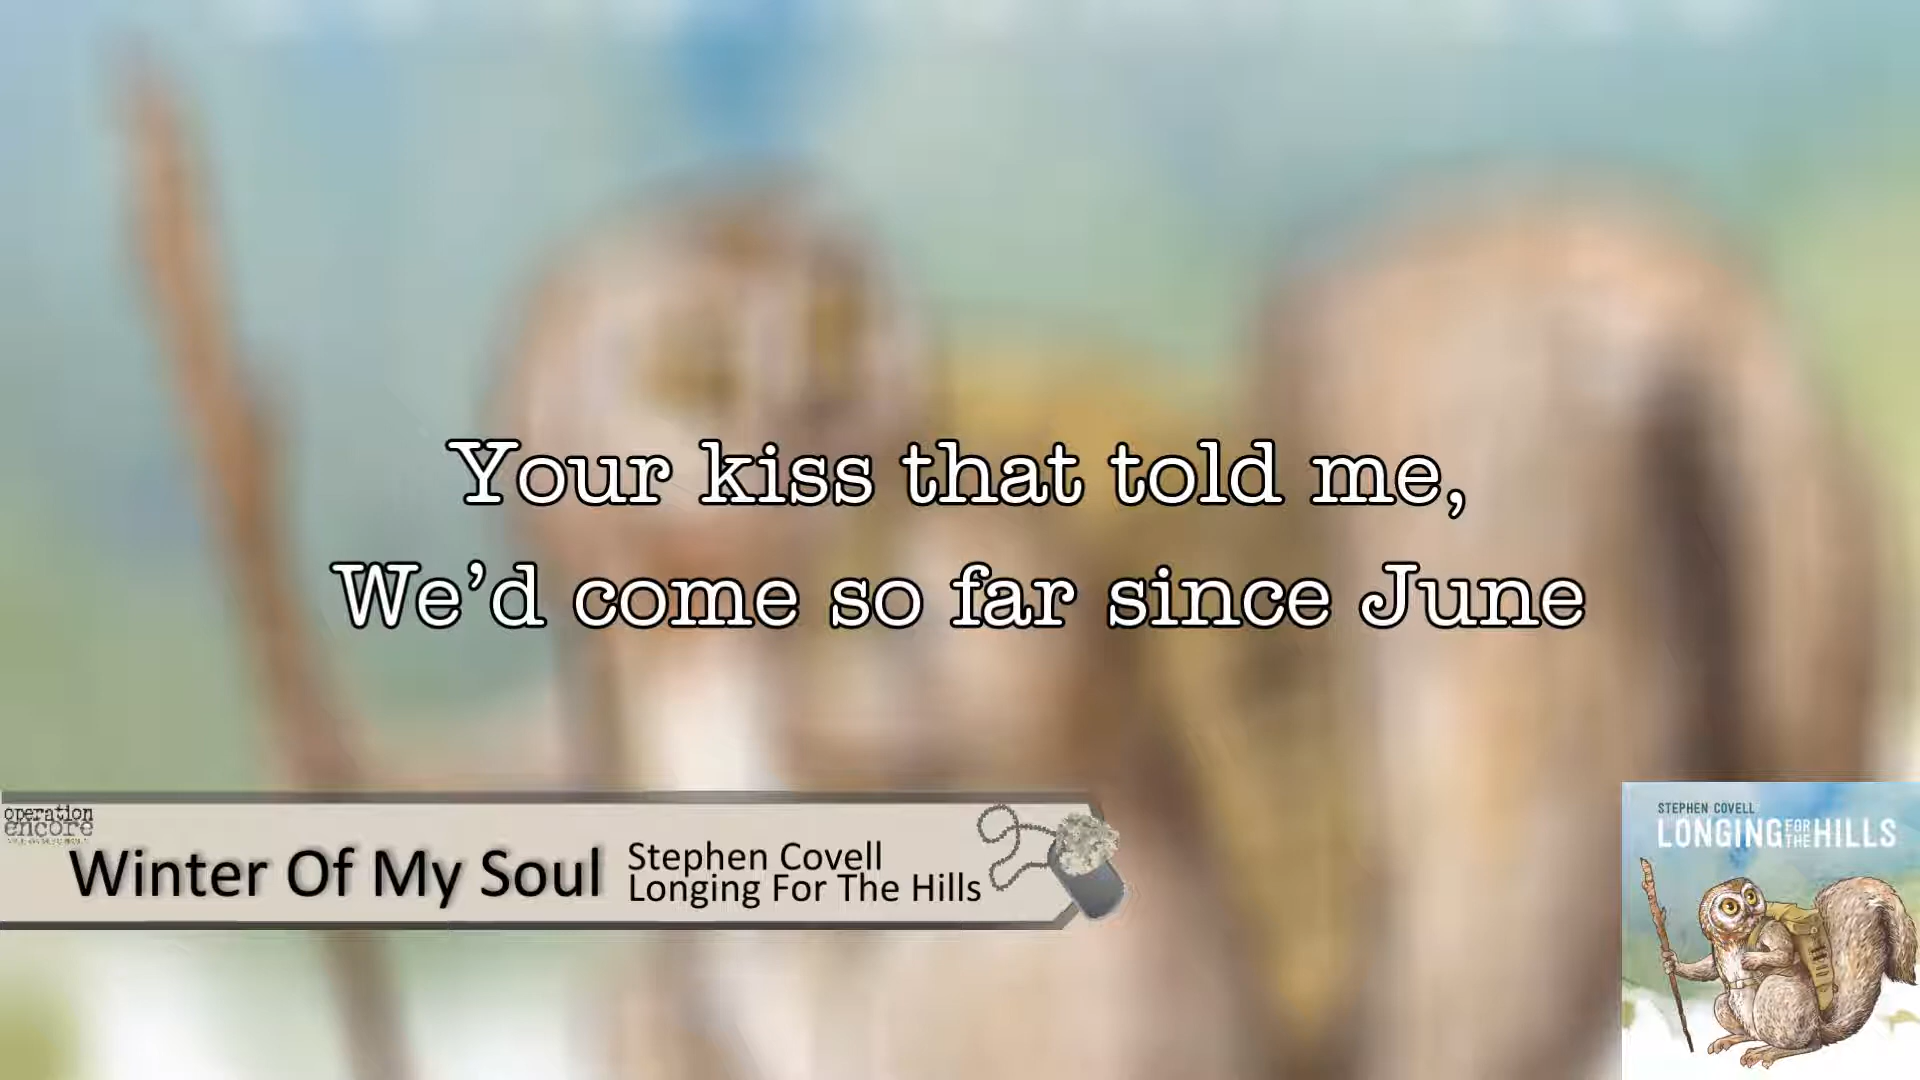 Your kiss that told me,
We’d come so far since June
operation
encore
Winter Of My Soul
Stephen Covell
Longing For The Hills
STEPHEN COVELL
LONGING FOR THE HILLS